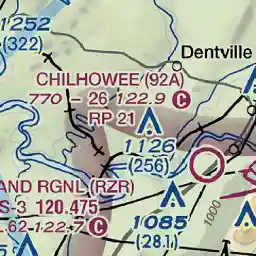 1252
(322)
Dentville
CHILHOWEE (92A)
770 - 26 122.9 C
RP 21
1126
(256)
AND RGNL (RZR)
S-3 120.475
L 62 122.7 C
1085
(281)
1000